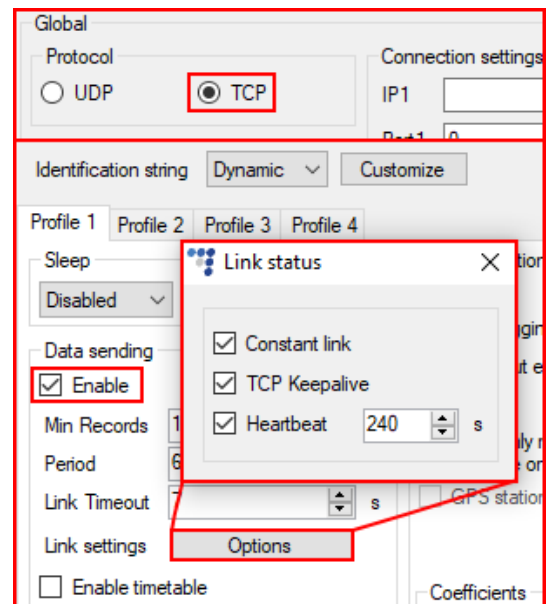 Global
Protocol
Connection settings
UDP
TCP
IP1
Identification string
Dynamic
Customize
Profile 1
Profile 2
Profile 3
Profile 4
Sleep
Disabled
Link status
Constant link
TCP Keepalive
Heartbeat
240
s
Data sending
Enable
Min Records
Period
Link Timeout
s
GPS station
Link settings
Options
Enable timetable
Coefficients